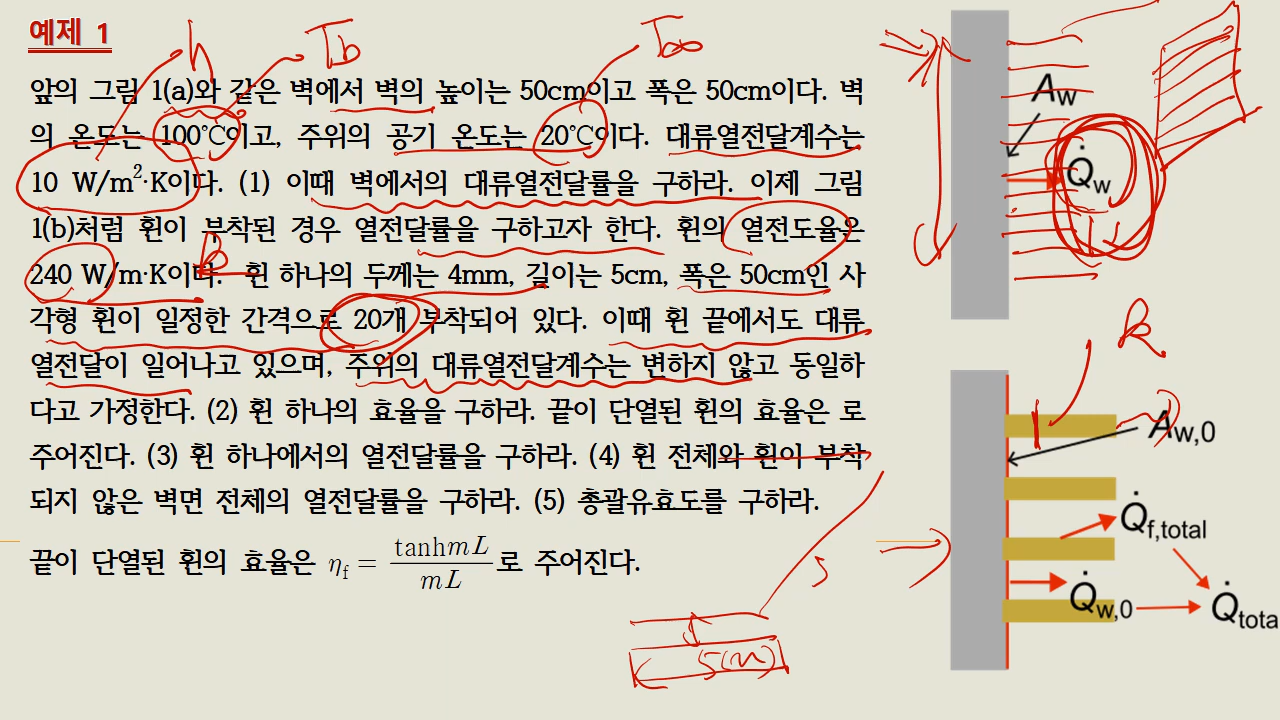 예제 1
h
Tb
T∞
앞의 그림 1(a)와 같은 벽에서 벽의 높이는 50cm이고 폭은 50cm이다. 벽
의 온도는 100℃이고, 주위의 공기 온도는 20℃이다. 대류열전달계수는
10 W/m²·K이다. (1) 이때 벽에서의 대류열전달률을 구하라. 이제 그림
1(b)처럼 휜이 부착된 경우 열전달률을 구하고자 한다. 휜의 열전도율은
240 W/m·K이다. 휜 하나의 두께는 4mm, 길이는 5cm, 폭은 50cm인 사
각형 휜이 일정한 간격으로 20개 부착되어 있다. 이때 휜 끝에서도 대류
열전달이 일어나고 있으며, 주위의 대류열전달계수는 변하지 않고 동일하
다고 가정한다. (2) 휜 하나의 효율을 구하라. 끝이 단열된 휜의 효율은 로
주어진다. (3) 휜 하나에서의 열전달률을 구하라. (4) 휜 전체와 휜이 부착
되지 않은 벽면 전체의 열전달률을 구하라. (5) 총괄유효도를 구하라.
끝이 단열된 휜의 효율은 η_f = tanh mL / mL 로 주어진다.
k
5cm
A_w
Q̇_w
k
A_w,0
Q̇_f,total
Q̇_w,0
Q̇_tota